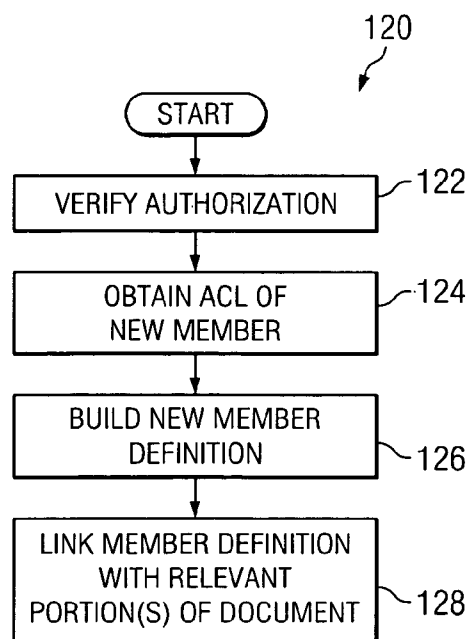 120
START
VERIFY AUTHORIZATION
122
OBTAIN ACL OF
NEW MEMBER
124
BUILD NEW MEMBER
DEFINITION
126
LINK MEMBER DEFINITION
WITH RELEVANT
PORTION(S) OF DOCUMENT
128